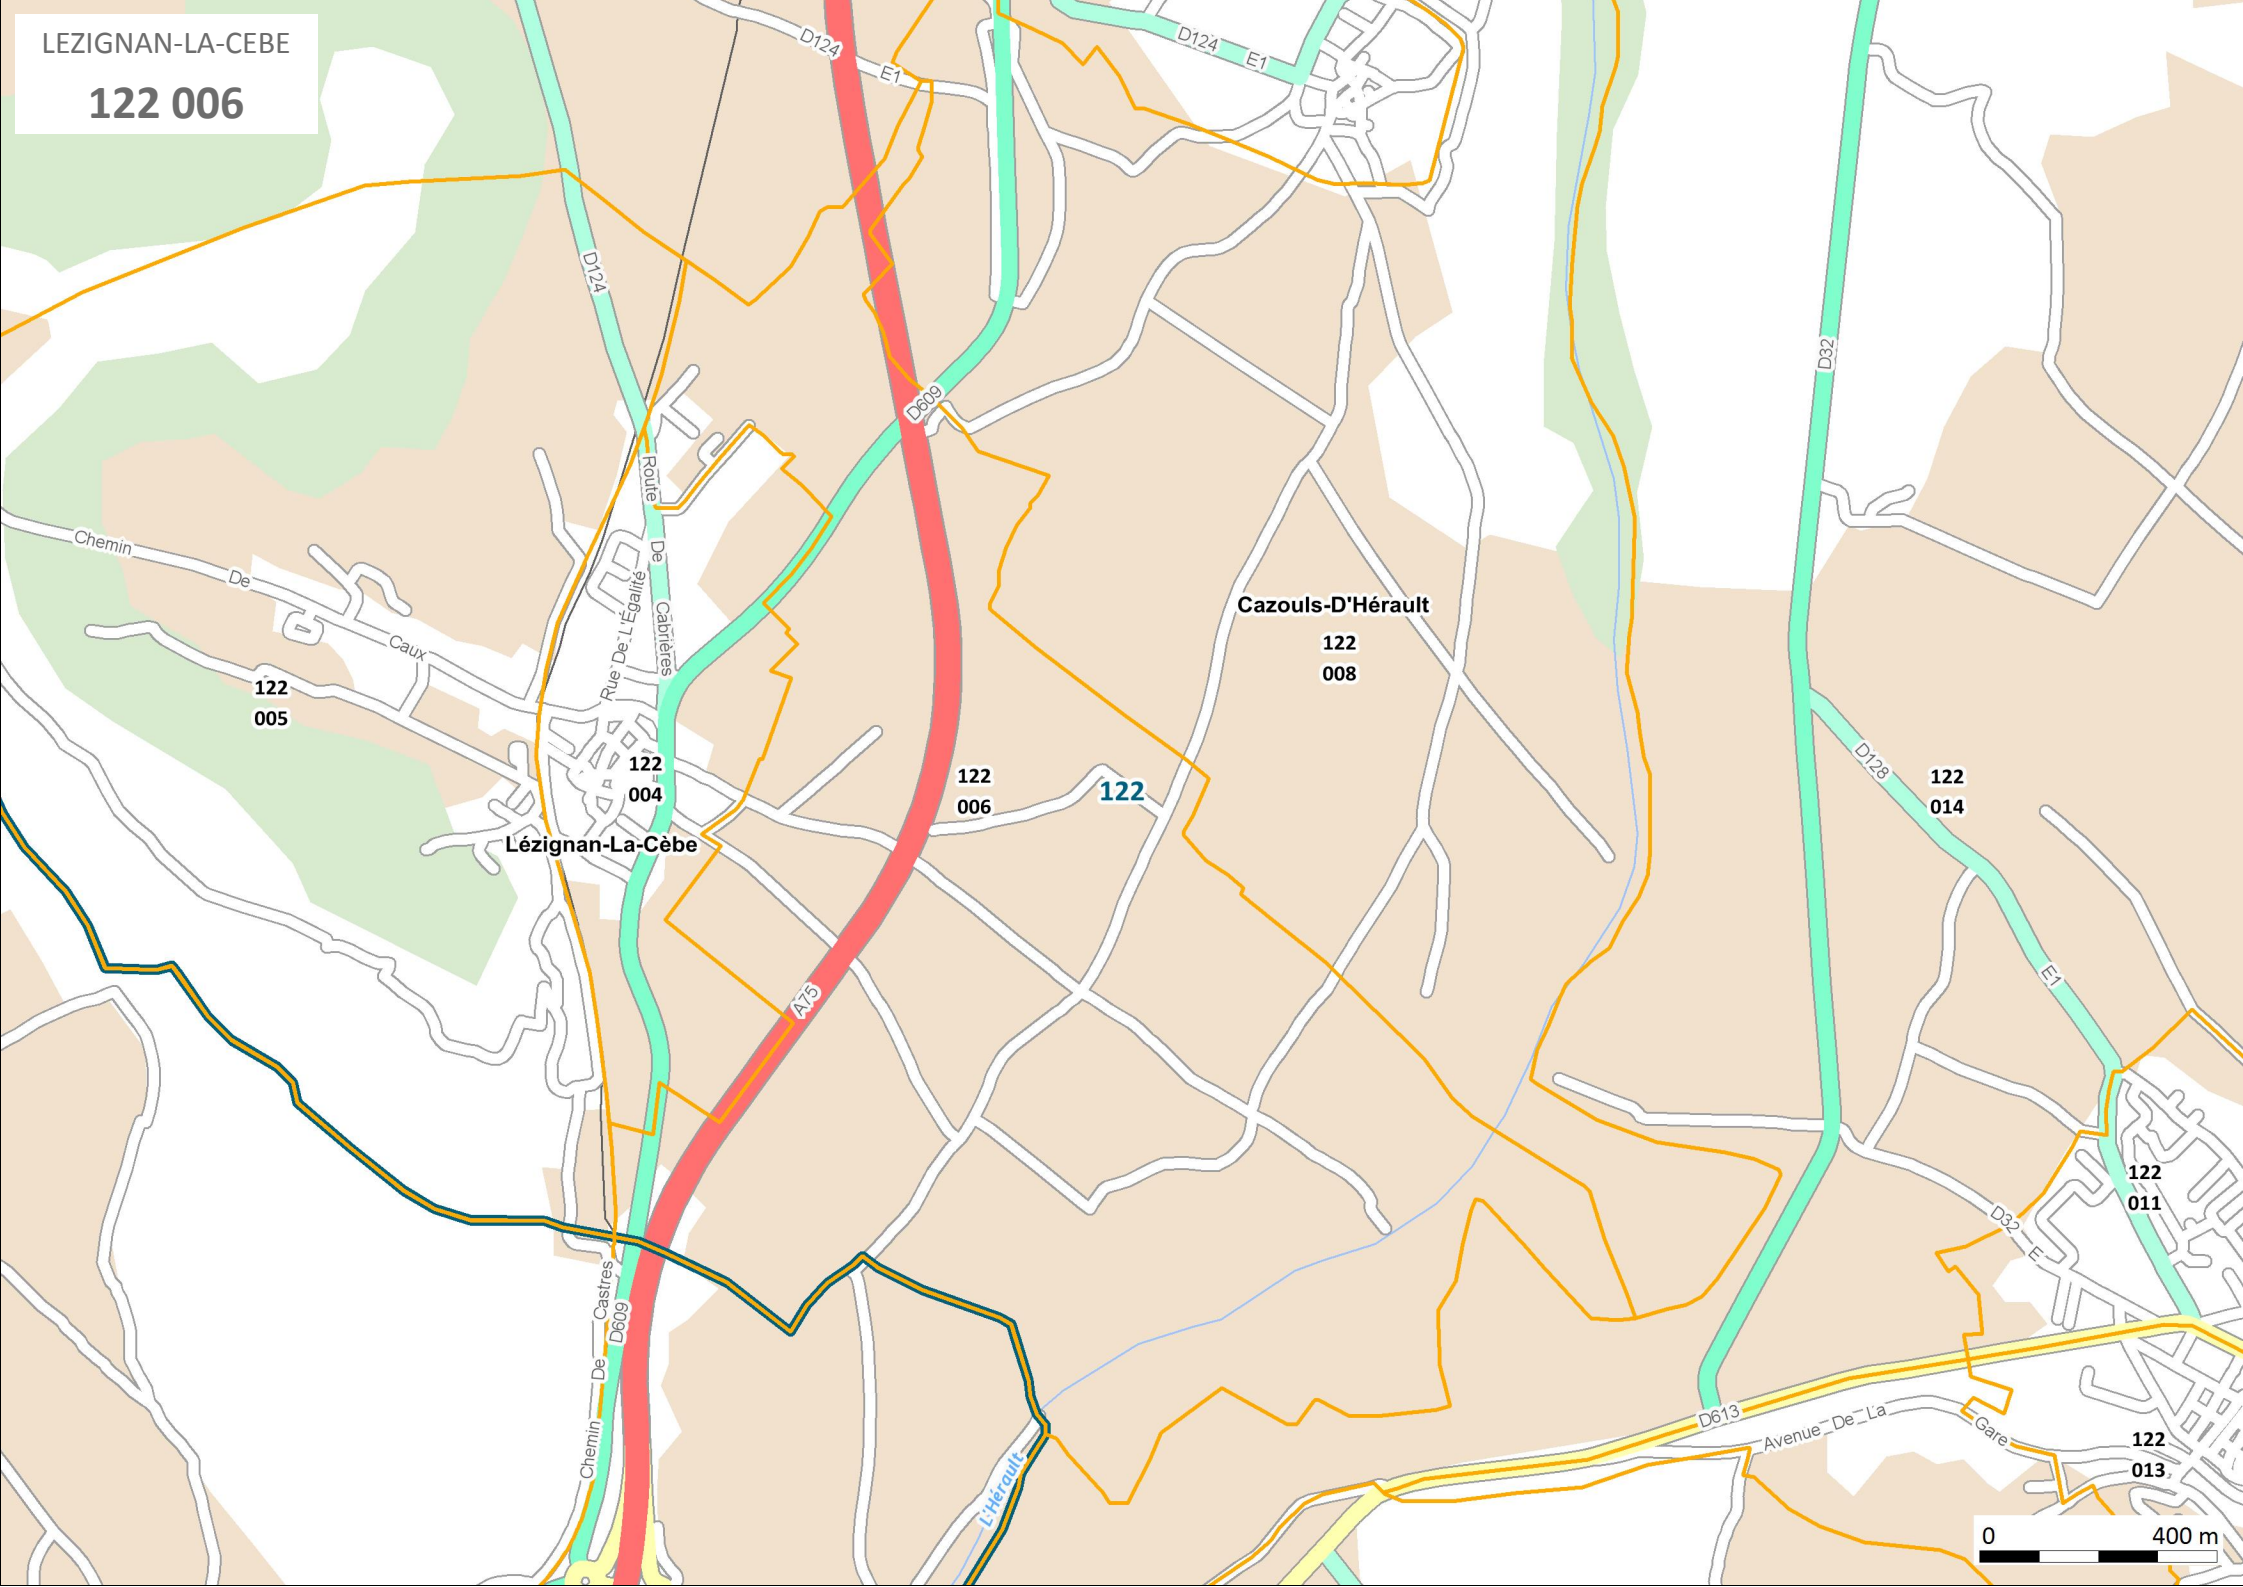 LEZIGNAN-LA-CEBE
122 006
D124
E1
D124
E1
D124
D32
D609
Route De Cabrières
Chemin De Caux
Rue De L'Égalité
Cazouls-D'Hérault
122
008
122
005
122
004
122
006
122
D128
122
014
Lézignan-La-Cèbe
E1
A75
122
011
D32 E
Chemin De Castres
D609
D613
Avenue De La Gare
122
013
L'Hérault
0 400 m